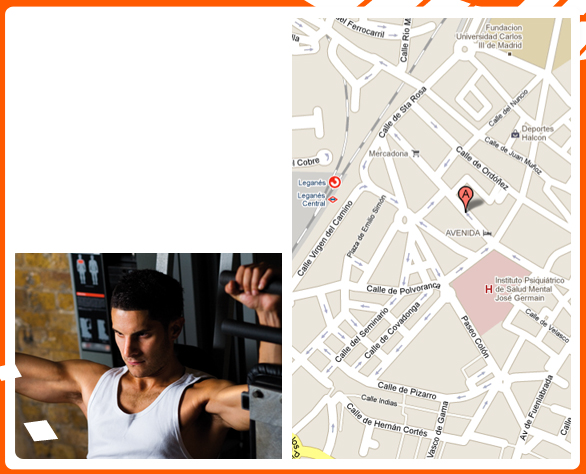 del Ferrocarril
Calle Río M
Fundacion
Universidad Carlos
III de Madrid
Calle de Sta Rosa
Calle del Nuncio
Deportes
Halcon
Calle de Juan Muñoz
Mercadona
Calle de Ordóñez
l Cobre
Leganés
Leganés
Central
A
Calle Virgen del Camino
Plaza de Emilio Simón
AVENIDA
H
Instituto Psiquiátrico
de Salud Mental
José Germain
Calle de Polvoranca
Calle de Velasco
Calle del Seminario
Calle de Covadonga
Paseo Colón
Calle de Pizarro
Calle Indias
Calle de Hernán Cortés
Vasco de Gama
Av de Fuenlabrada
Calle